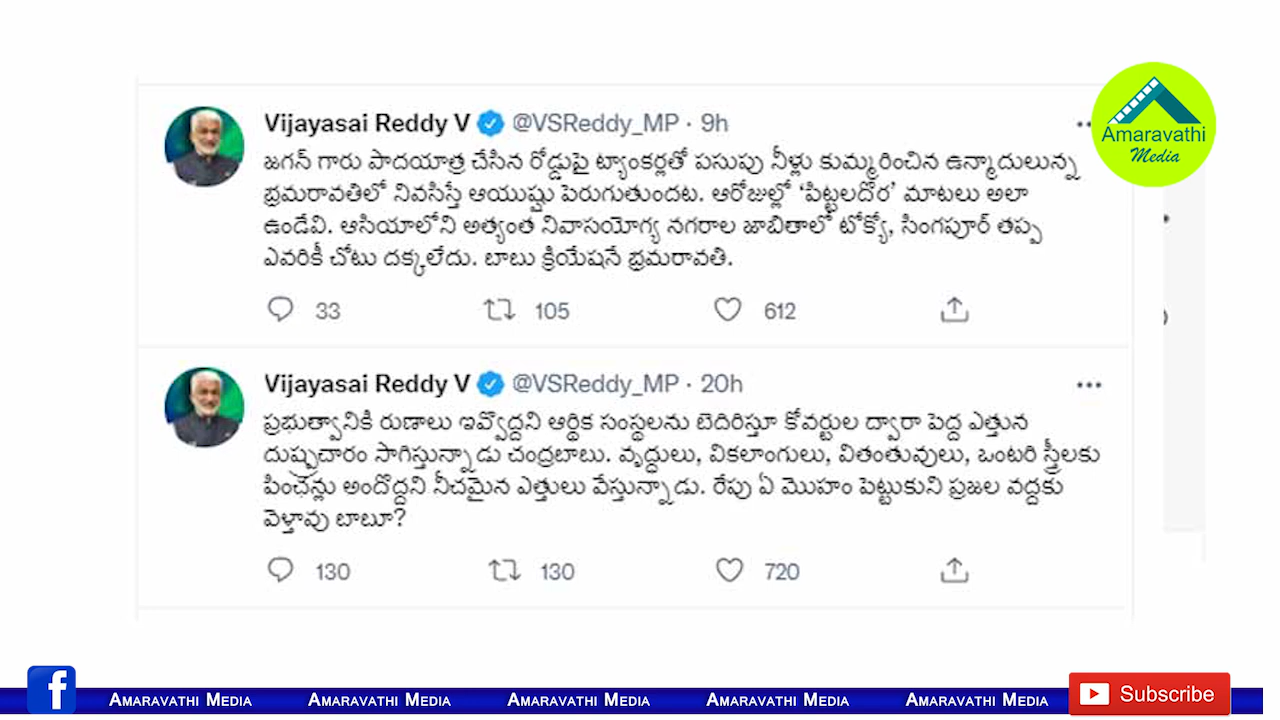 Vijayasai Reddy V @VSReddy_MP · 9h
జగన్ గారు పాదయాత్ర చేసిన రోడ్డుపై ట్యాంకర్లతో పసుపు నీళ్లు కుమ్మరించిన ఉన్మాదులున్న
భ్రమరావతిలో నివసిస్తే ఆయుష్షు పెరుగుతుందట. ఆరోజుల్లో ‘పిట్టలదొర’ మాటలు అలా
ఉండేవి. ఆసియాలోని అత్యంత నివాసయోగ్య నగరాల జాబితాలో టోక్యో, సింగపూర్ తప్ప
ఎవరికీ చోటు దక్కలేదు. బాబు క్రియేషనే భ్రమరావతి.
33 105 612
Amaravathi
Media
Vijayasai Reddy V @VSReddy_MP · 20h
ప్రభుత్వానికి రుణాలు ఇవ్వొద్దని ఆర్థిక సంస్థలను బెదిరిస్తూ కోవర్టుల ద్వారా పెద్ద ఎత్తున
దుష్ప్రచారం సాగిస్తున్నాడు చంద్రబాబు. వృద్ధులు, వికలాంగులు, వితంతువులు, ఒంటరి స్త్రీలకు
పింఛన్లు అందొద్దని నీచమైన ఎత్తులు వేస్తున్నాడు. రేపు ఏ మొహం పెట్టుకుని ప్రజల వద్దకు
వెళ్తావు బాబూ?
130 130 720
f Amaravathi Media Amaravathi Media Amaravathi Media Amaravathi Media Amaravathi Media Subscribe